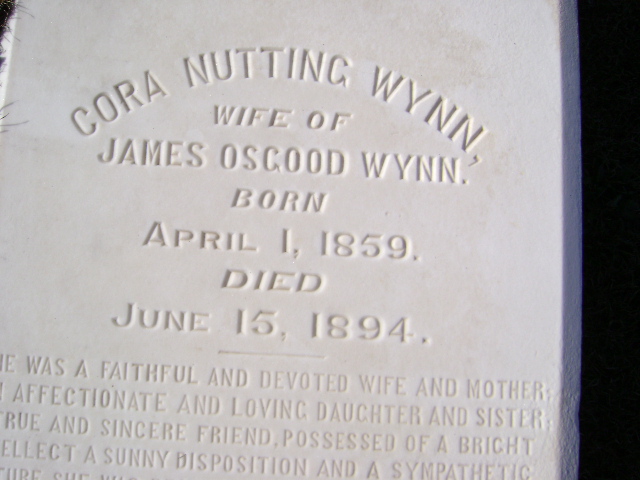 CORA NUTTING WYNN,
WIFE OF
JAMES OSGOOD WYNN.
BORN
APRIL 1, 1859.
DIED
JUNE 15, 1894.
HE WAS A FAITHFUL AND DEVOTED WIFE AND MOTHER;
AFFECTIONATE AND LOVING DAUGHTER AND SISTER;
TRUE AND SINCERE FRIEND, POSSESSED OF A BRIGHT
ELLECT A SUNNY DISPOSITION AND A SYMPATHETIC